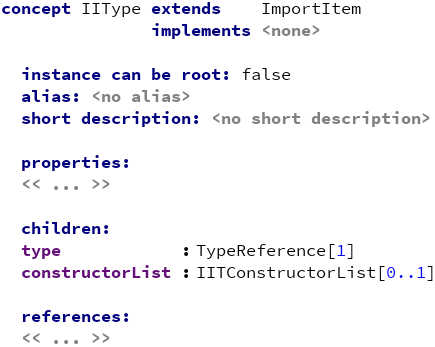 concept IIType extends ImportItem
implements <none>
instance can be root: false
alias: <no alias>
short description: <no short description>
properties:
<< ... >>
children:
type : TypeReference[1]
constructorList : IITConstructorList[0..1]
references:
<< ... >>